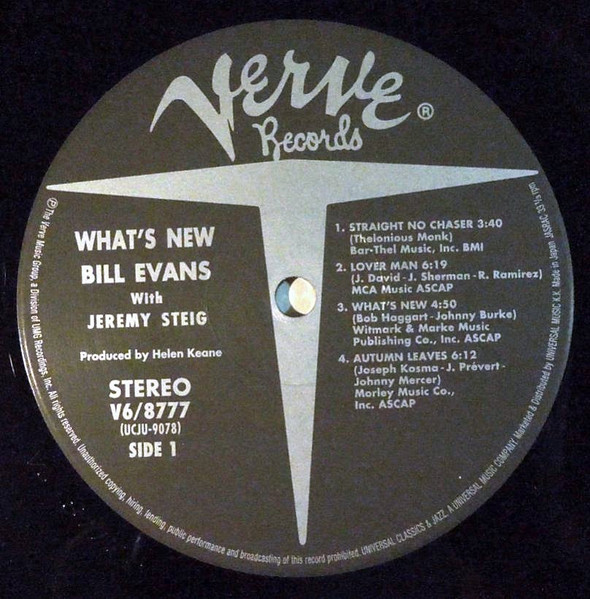 Verve ®
Records
WHAT'S NEW
BILL EVANS
With
JEREMY STEIG
Produced by Helen Keane
STEREO
V6/8777
(UCJU-9078)
SIDE 1
1. STRAIGHT NO CHASER 3:40
(Thelonious Monk)
Bar-Thel Music, Inc. BMI
2. LOVER MAN 6:19
(J. David - J. Sherman - R. Ramirez)
MCA Music ASCAP
3. WHAT'S NEW 4:50
(Bob Haggart - Johnny Burke)
Witmark & Marke Music
Publishing Co., Inc. ASCAP
4. AUTUMN LEAVES 6:12
(Joseph Kosma - J. Prévert -
Johnny Mercer)
Morley Music Co.,
Inc. ASCAP
℗ The Verve Music Group, a Division of UMG Recordings, Inc. All rights reserved. Unauthorized copying, hiring, lending, public performance and broadcasting of this record prohibited. UNIVERSAL CLASSICS & JAZZ, A UNIVERSAL MUSIC COMPANY. Marketed & Distributed by UNIVERSAL MUSIC K.K. Made in Japan. JASRAC 33 ⅓ rpm